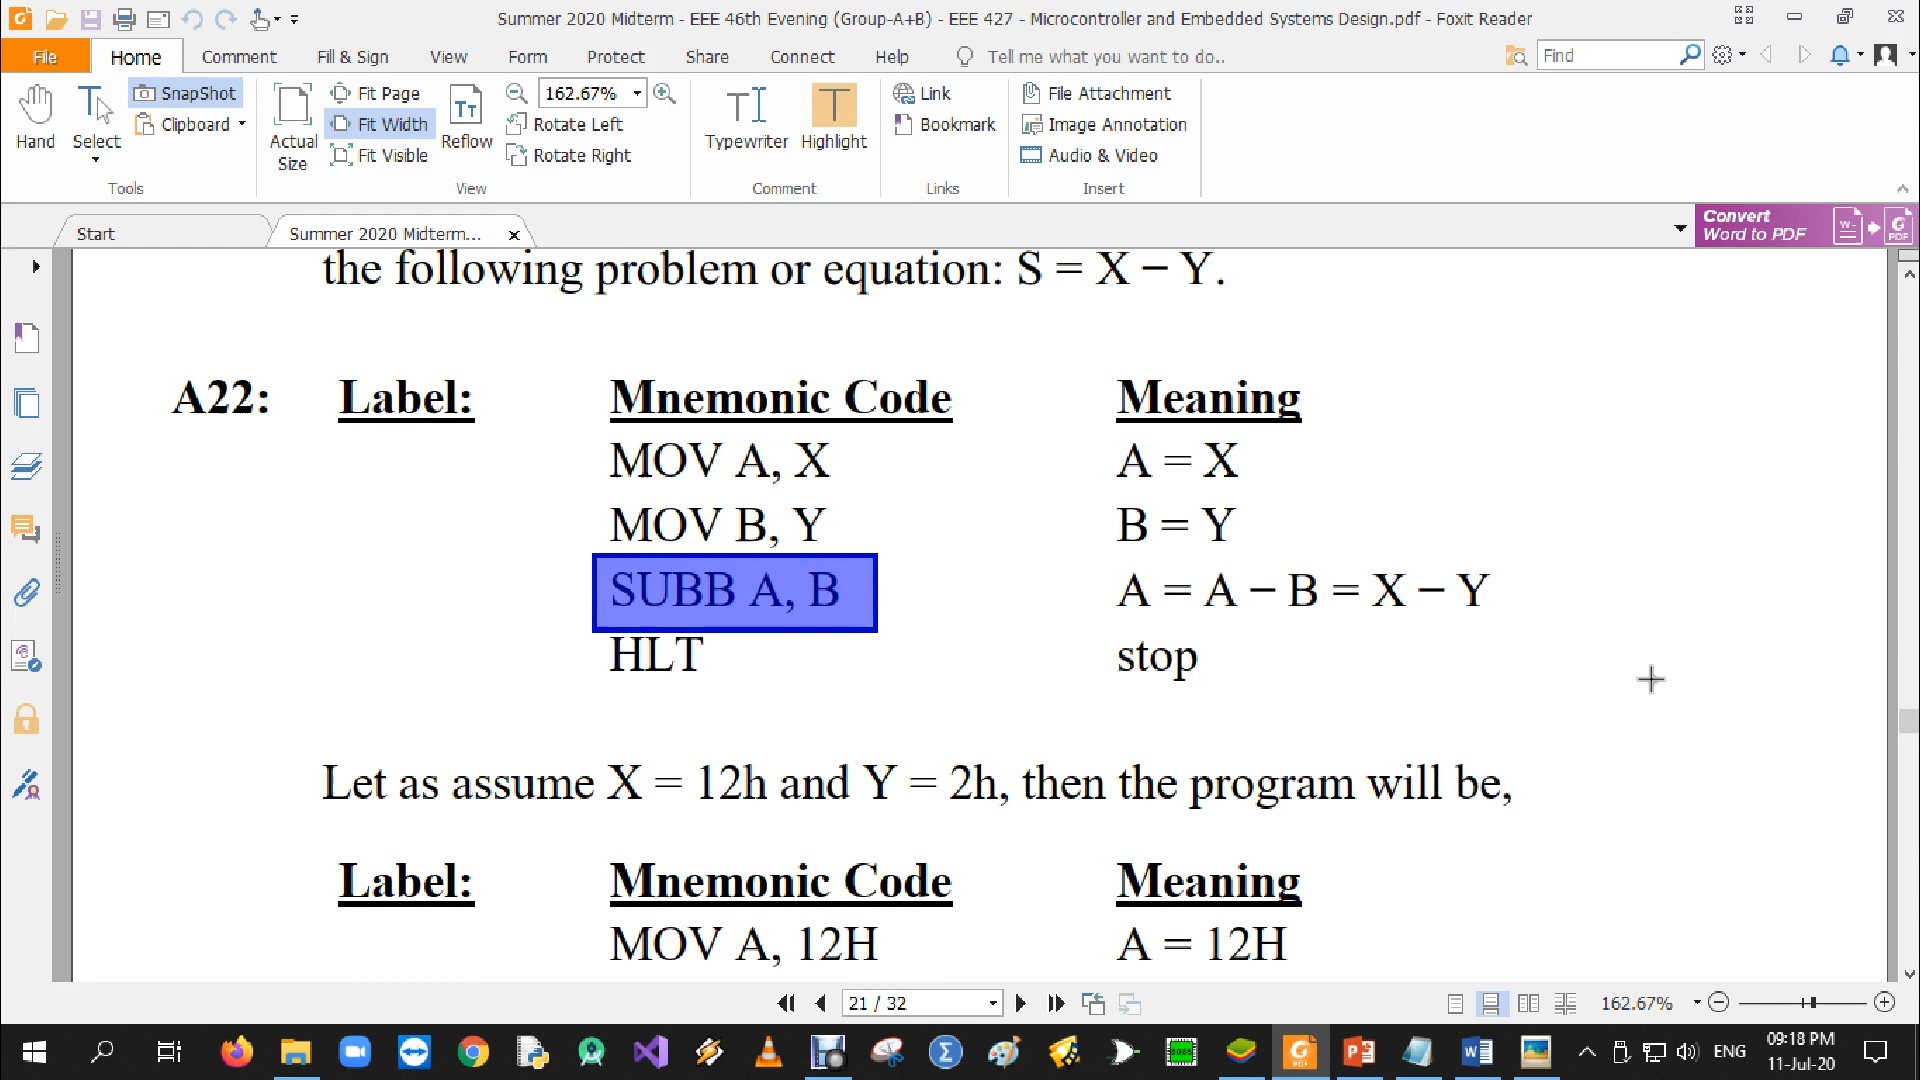 Summer 2020 Midterm - EEE 46th Evening (Group-A+B) - EEE 427 - Microcontroller and Embedded Systems Design.pdf - Foxit Reader
File Home Comment Fill & Sign View Form Protect Share Connect Help Tell me what you want to do.. Find
SnapShot Fit Page 162.67% Link File Attachment
Clipboard Fit Width Rotate Left Bookmark Image Annotation
Hand Select Actual Size Fit Visible Reflow Rotate Right Typewriter Highlight Audio & Video
Tools View Comment Links Insert
Start Summer 2020 Midterm... Convert
Word to PDF
the following problem or equation: S = X – Y.
A22: Label: Mnemonic Code Meaning
MOV A, X A = X
MOV B, Y B = Y
SUBB A, B A = A – B = X – Y
HLT stop
Let as assume X = 12h and Y = 2h, then the program will be,
Label: Mnemonic Code Meaning
MOV A, 12H A = 12H
21 / 32 162.67%
09:18 PM
ENG
11-Jul-20